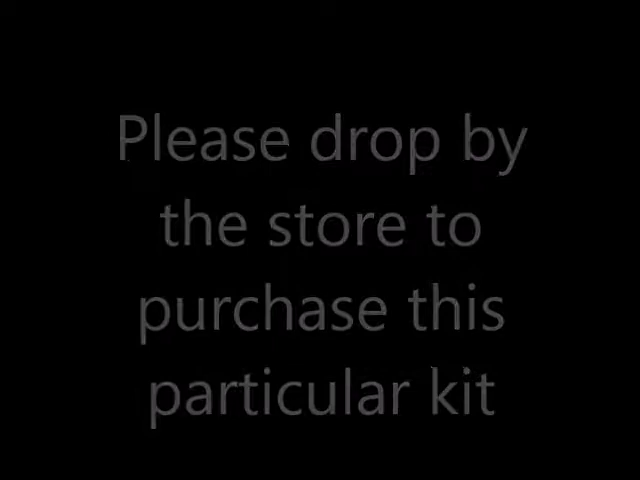 Please drop by
the store to
purchase this
particular kit